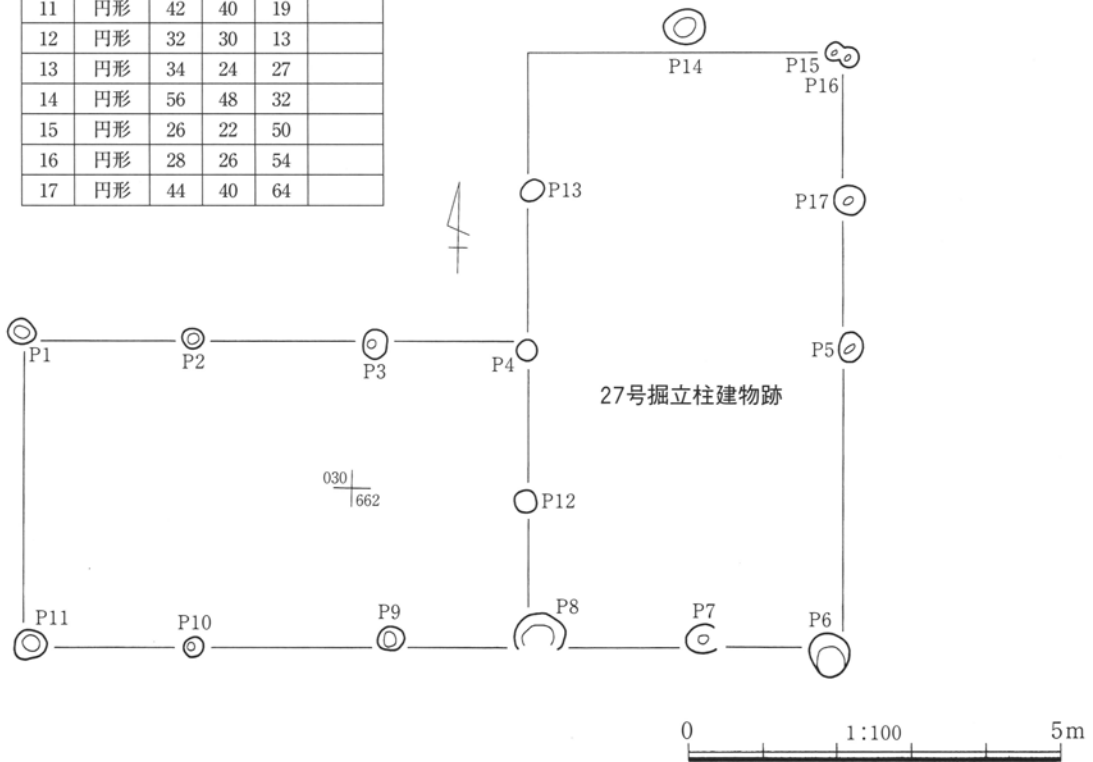 11 円形 42 40 19
12 円形 32 30 13
13 円形 34 24 27
14 円形 56 48 32
15 円形 26 22 50
16 円形 28 26 54
17 円形 44 40 64
P14
P15
P16
P13
P17
P1
P2
P3
P4
P5
27号掘立柱建物跡
030
662
P12
P11
P10
P9
P8
P7
P6
0 1:100 5m